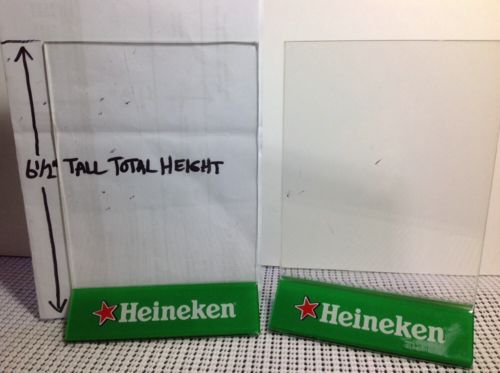 6½" TALL TOTAL HEIGHT
Heineken
Heineken